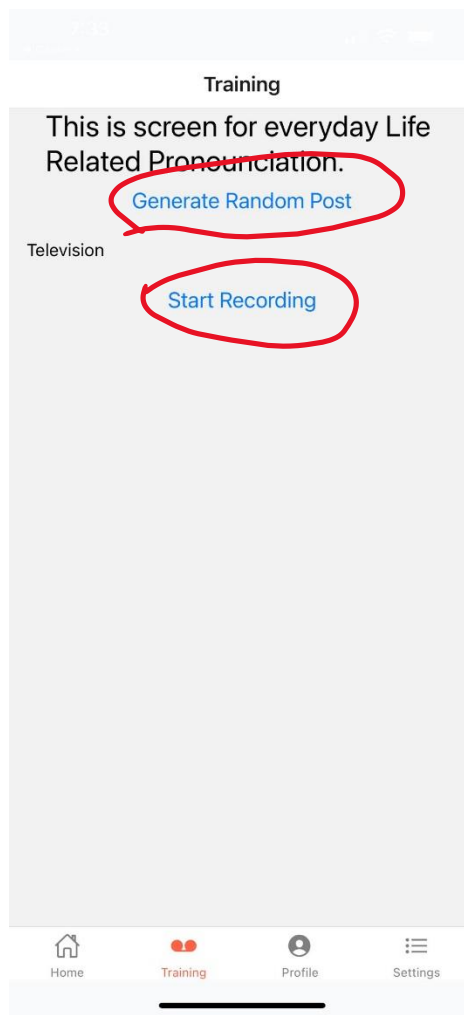 Training
This is screen for everyday Life
Related Pronounciation.
Generate Random Post
Television
Start Recording
Home Training Profile Settings